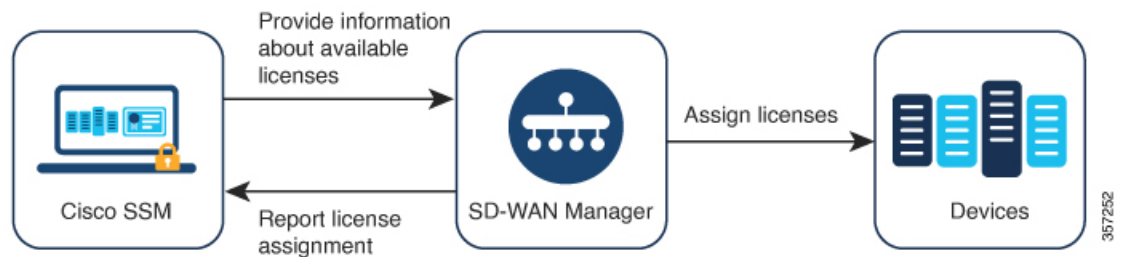 Provide information
about available
licenses
Assign licenses
Cisco SSM
SD-WAN Manager
Devices
Report license
assignment
357252